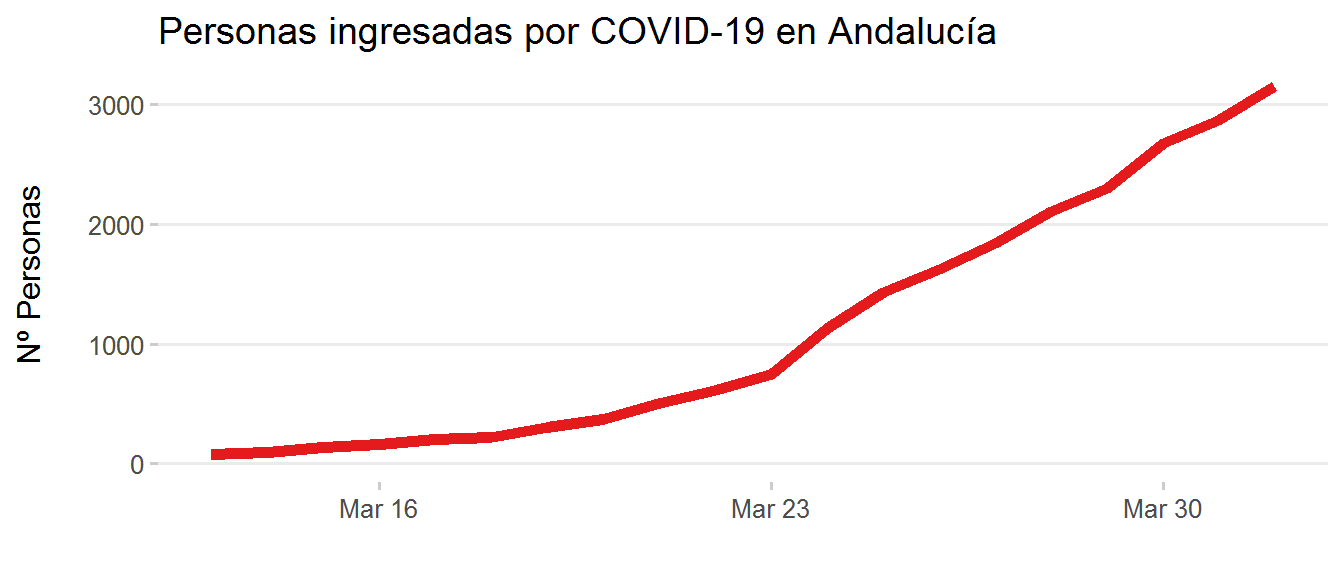 Personas ingresadas por COVID-19 en Andalucía
Nº Personas
3000
2000
1000
0
Mar 16
Mar 23
Mar 30